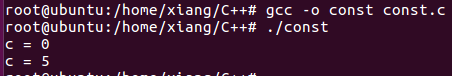 root@ubuntu:/home/xiang/C++# gcc -o const const.c
root@ubuntu:/home/xiang/C++# ./const
c = 0
c = 5